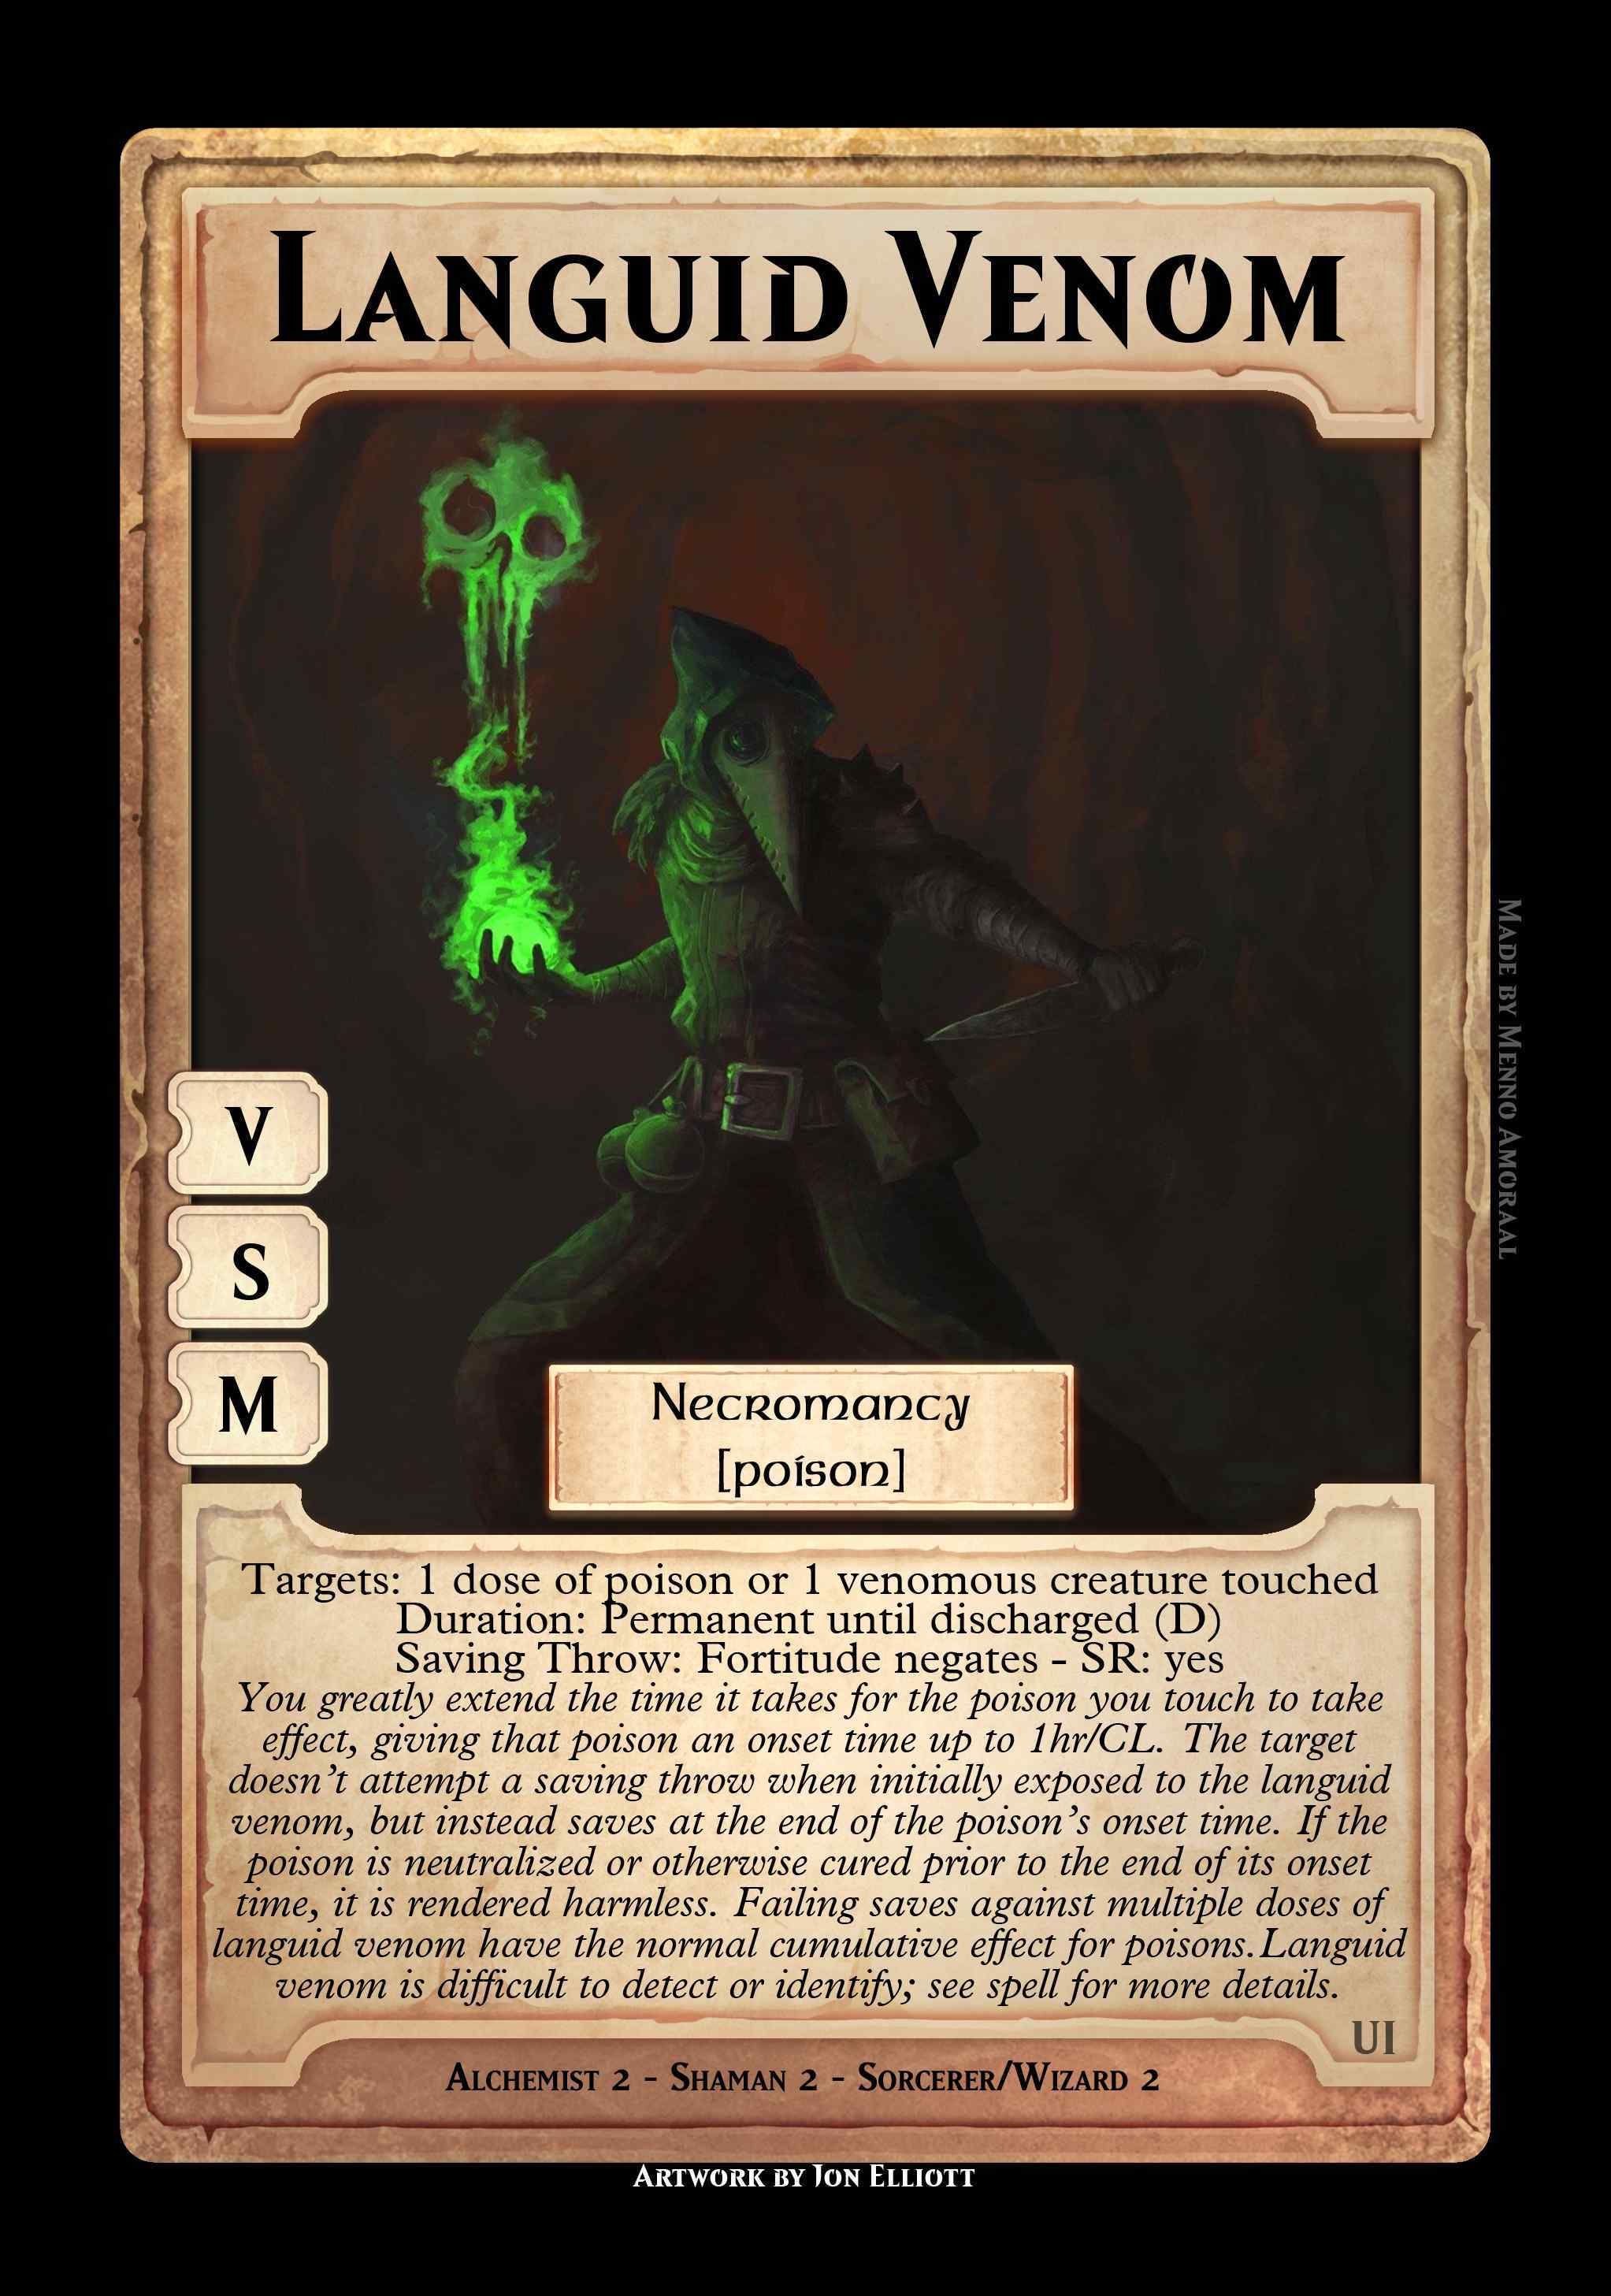 Languid Venom
V
S
M
Necromancy
[poison]
Targets: 1 dose of poison or 1 venomous creature touched
Duration: Permanent until discharged (D)
Saving Throw: Fortitude negates - SR: yes
You greatly extend the time it takes for the poison you touch to take
effect, giving that poison an onset time up to 1hr/CL. The target
doesn't attempt a saving throw when initially exposed to the languid
venom, but instead saves at the end of the poison's onset time. If the
poison is neutralized or otherwise cured prior to the end of its onset
time, it is rendered harmless. Failing saves against multiple doses of
languid venom have the normal cumulative effect for poisons. Languid
venom is difficult to detect or identify; see spell for more details.
UI
Alchemist 2 - Shaman 2 - Sorcerer/Wizard 2
Artwork by Jon Elliott
Made by Menno Amoraal